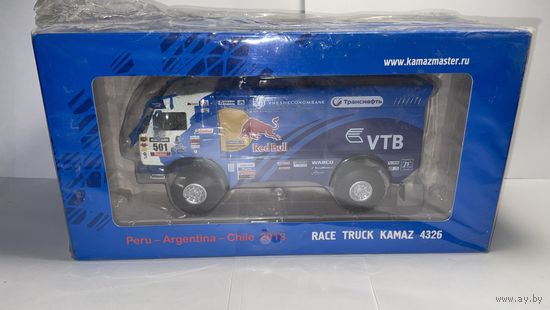 www.kamazmaster.ru
VNESHECONOMBANK
Транснефть
501
Red Bull
VTB
WABCO
Peru – Argentina – Chile 2013
RACE TRUCK KAMAZ 4326
www.ay.by